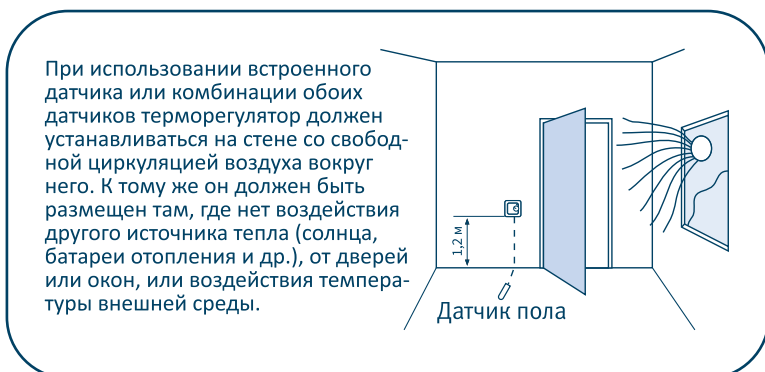 При использовании встроенного
датчика или комбинации обоих
датчиков терморегулятор должен
устанавливаться на стене со свобод-
ной циркуляцией воздуха вокруг
него. К тому же он должен быть
размещен там, где нет воздействия
другого источника тепла (солнца,
батареи отопления и др.), от дверей
или окон, или воздействия темпера-
туры внешней среды.
1,2 м
Датчик пола